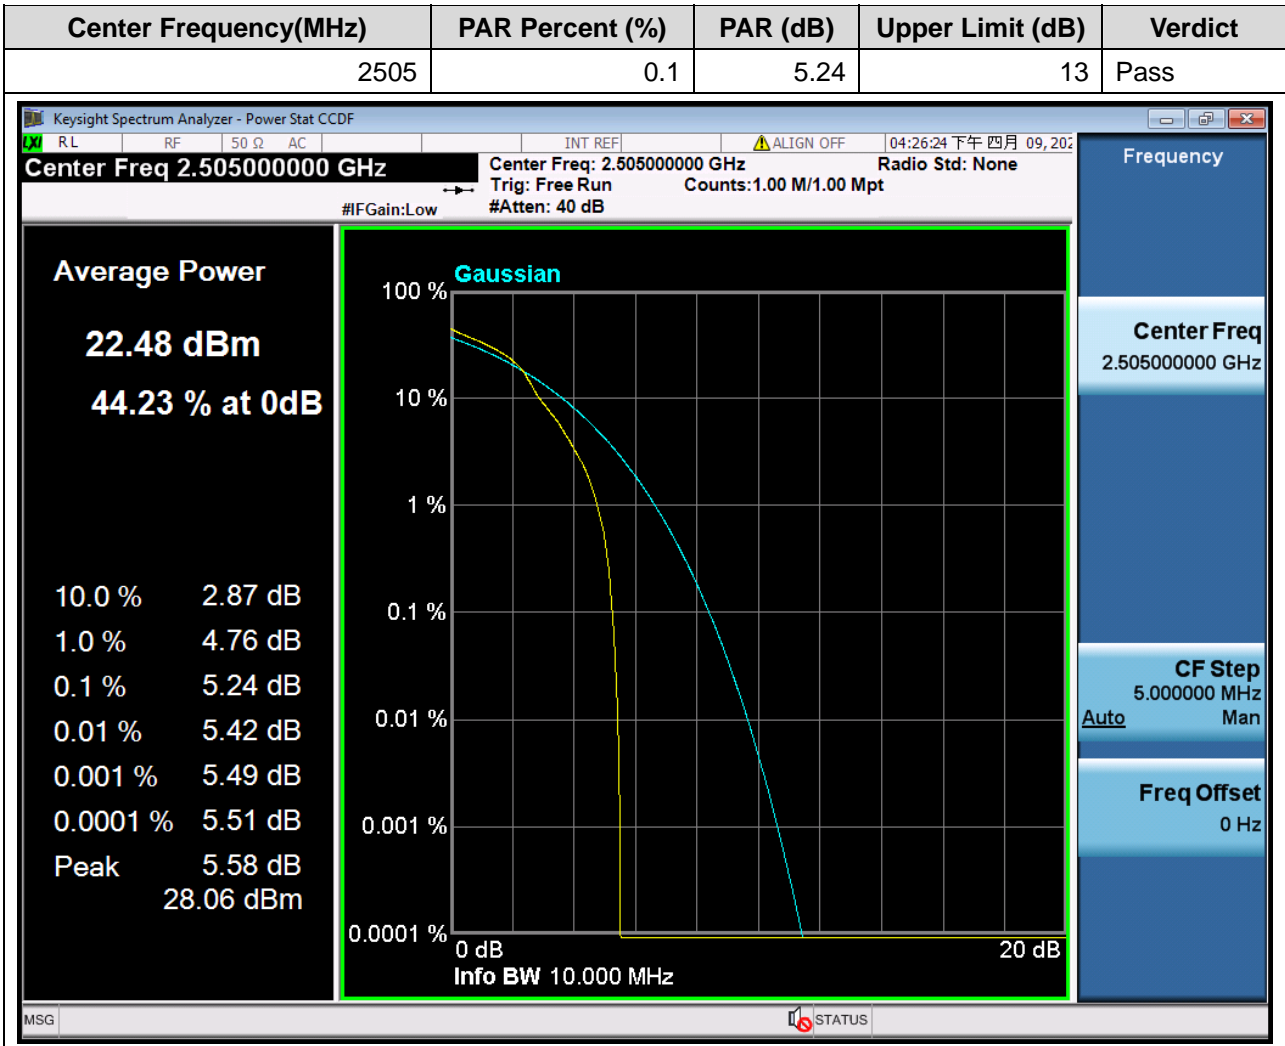 Center Frequency(MHz) PAR Percent (%) PAR (dB) Upper Limit (dB) Verdict
2505 0.1 5.24 13 Pass
Keysight Spectrum Analyzer - Power Stat CCDF
LXI RL RF 50 Ω AC INT REF ALIGN OFF 04:26:24 下午 四月 09, 202
Center Freq 2.505000000 GHz
Center Freq: 2.505000000 GHz Radio Std: None
Trig: Free Run Counts:1.00 M/1.00 Mpt
#IFGain:Low #Atten: 40 dB
Average Power
22.48 dBm
44.23 % at 0dB
10.0 % 2.87 dB
1.0 % 4.76 dB
0.1 % 5.24 dB
0.01 % 5.42 dB
0.001 % 5.49 dB
0.0001 % 5.51 dB
Peak 5.58 dB
28.06 dBm
Gaussian
100 %
10 %
1 %
0.1 %
0.01 %
0.001 %
0.0001 %
0 dB 20 dB
Info BW 10.000 MHz
Frequency
Center Freq
2.505000000 GHz
CF Step
5.000000 MHz
Auto Man
Freq Offset
0 Hz
MSG STATUS